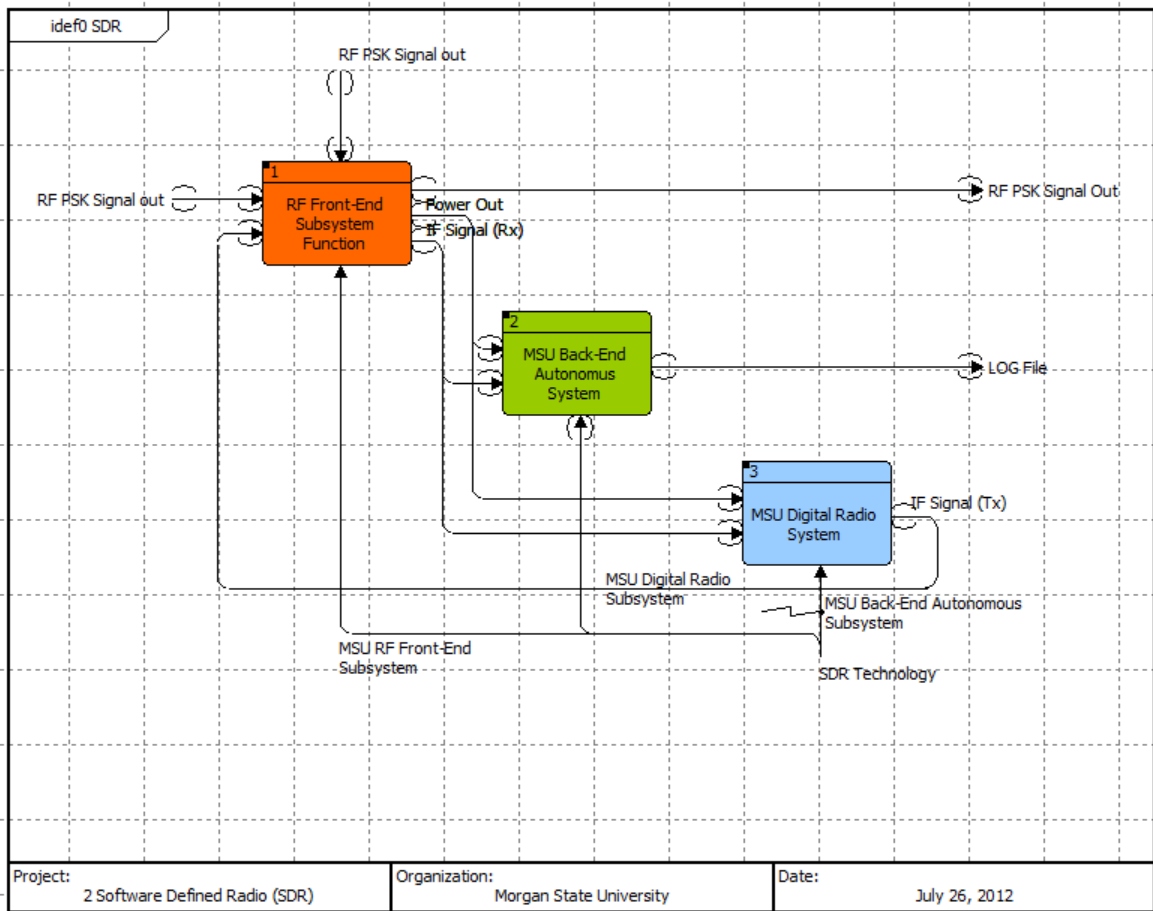 idef0 SDR
RF PSK Signal out
1
RF Front-End
Subsystem
Function
RF PSK Signal out
Power Out
IF Signal (Rx)
RF PSK Signal Out
2
MSU Back-End
Autonomus
System
LOG File
3
MSU Digital Radio
System
IF Signal (Tx)
MSU Digital Radio
Subsystem
MSU Back-End Autonomous
Subsystem
MSU RF Front-End
Subsystem
SDR Technology
Project:
2 Software Defined Radio (SDR)
Organization:
Morgan State University
Date:
July 26, 2012